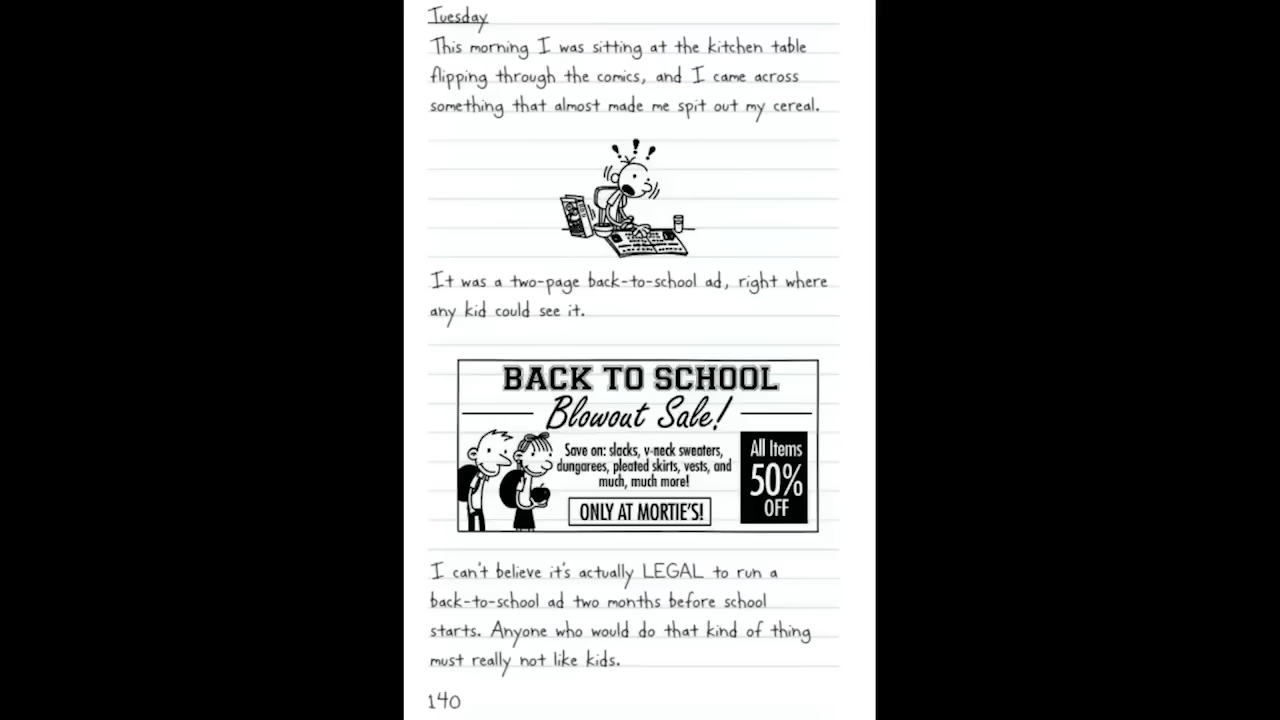 Tuesday
This morning I was sitting at the kitchen table
flipping through the comics, and I came across
something that almost made me spit out my cereal.
! ! !
It was a two-page back-to-school ad, right where
any kid could see it.
BACK TO SCHOOL
Blowout Sale!
Save on: slacks, v-neck sweaters,
dungarees, pleated skirts, vests, and
much, much more!
ONLY AT MORTIE'S!
All Items
50%
OFF
I can't believe it's actually LEGAL to run a
back-to-school ad two months before school
starts. Anyone who would do that kind of thing
must really not like kids.
140